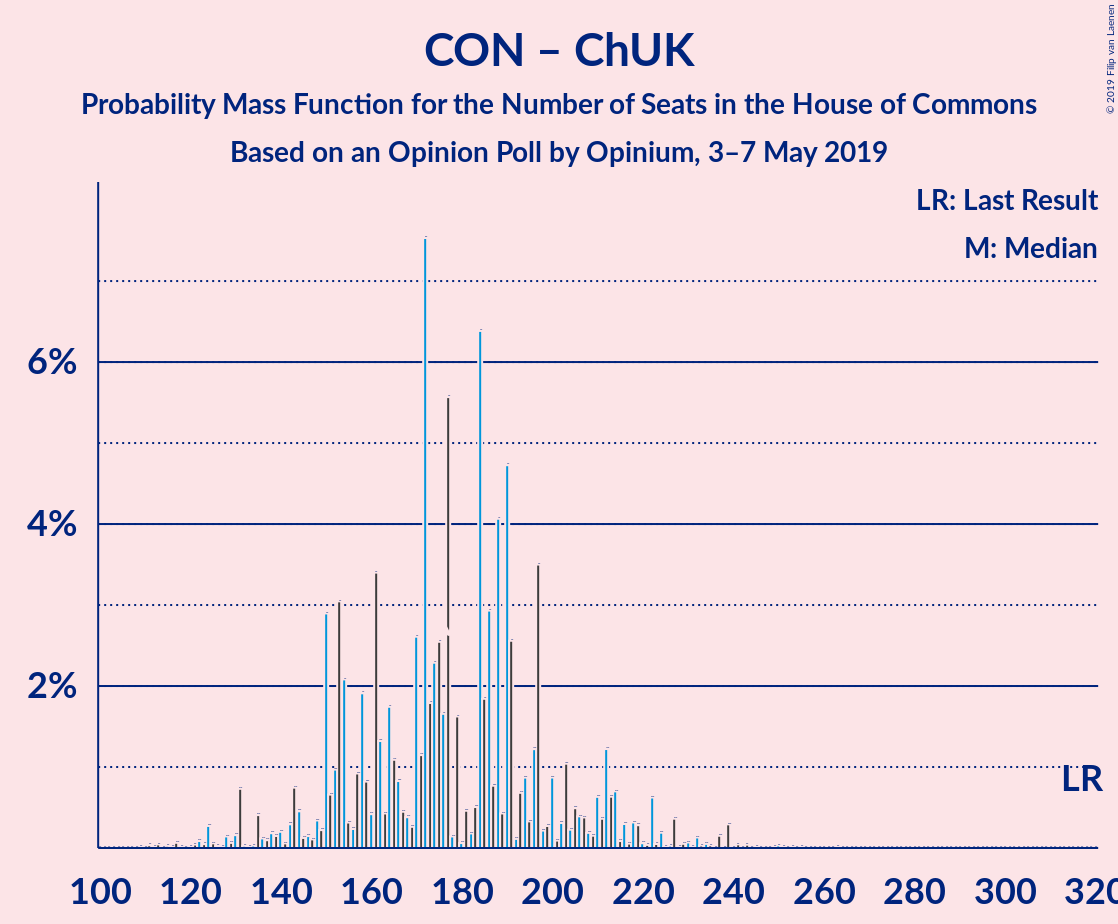 CON – ChUK
Probability Mass Function for the Number of Seats in the House of Commons
Based on an Opinion Poll by Opinium, 3–7 May 2019
© 2019 Filip van Laenen
LR: Last Result
M: Median
6%
4%
2%
LR
100 120 140 160 180 200 220 240 260 280 300 320